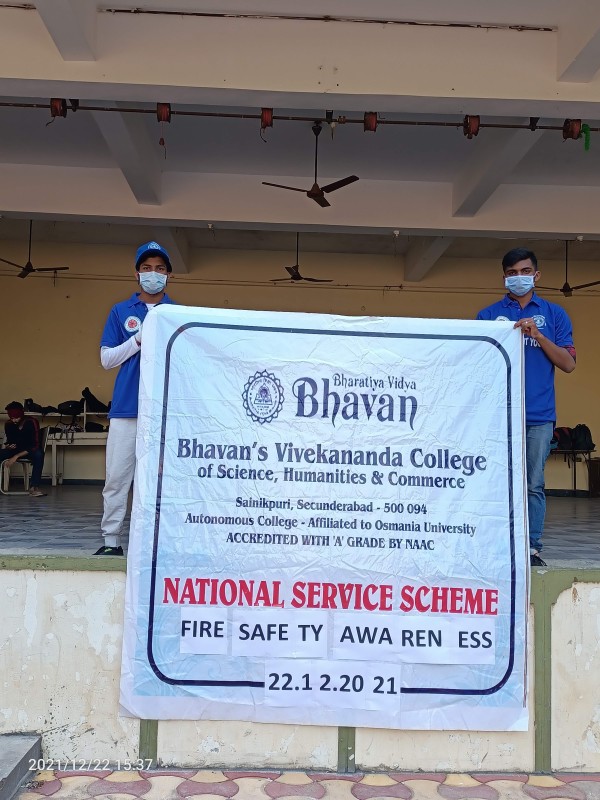 Bharatiya Vidya
Bhavan
Bhavan's Vivekananda College
of Science, Humanities & Commerce
Sainikpuri, Secunderabad - 500 094
Autonomous College - Affiliated to Osmania University
ACCREDITED WITH 'A' GRADE BY NAAC
NATIONAL SERVICE SCHEME
FIRE SAFE TY AWA REN ESS
22.1 2.20 21
2021/12/22 15:37